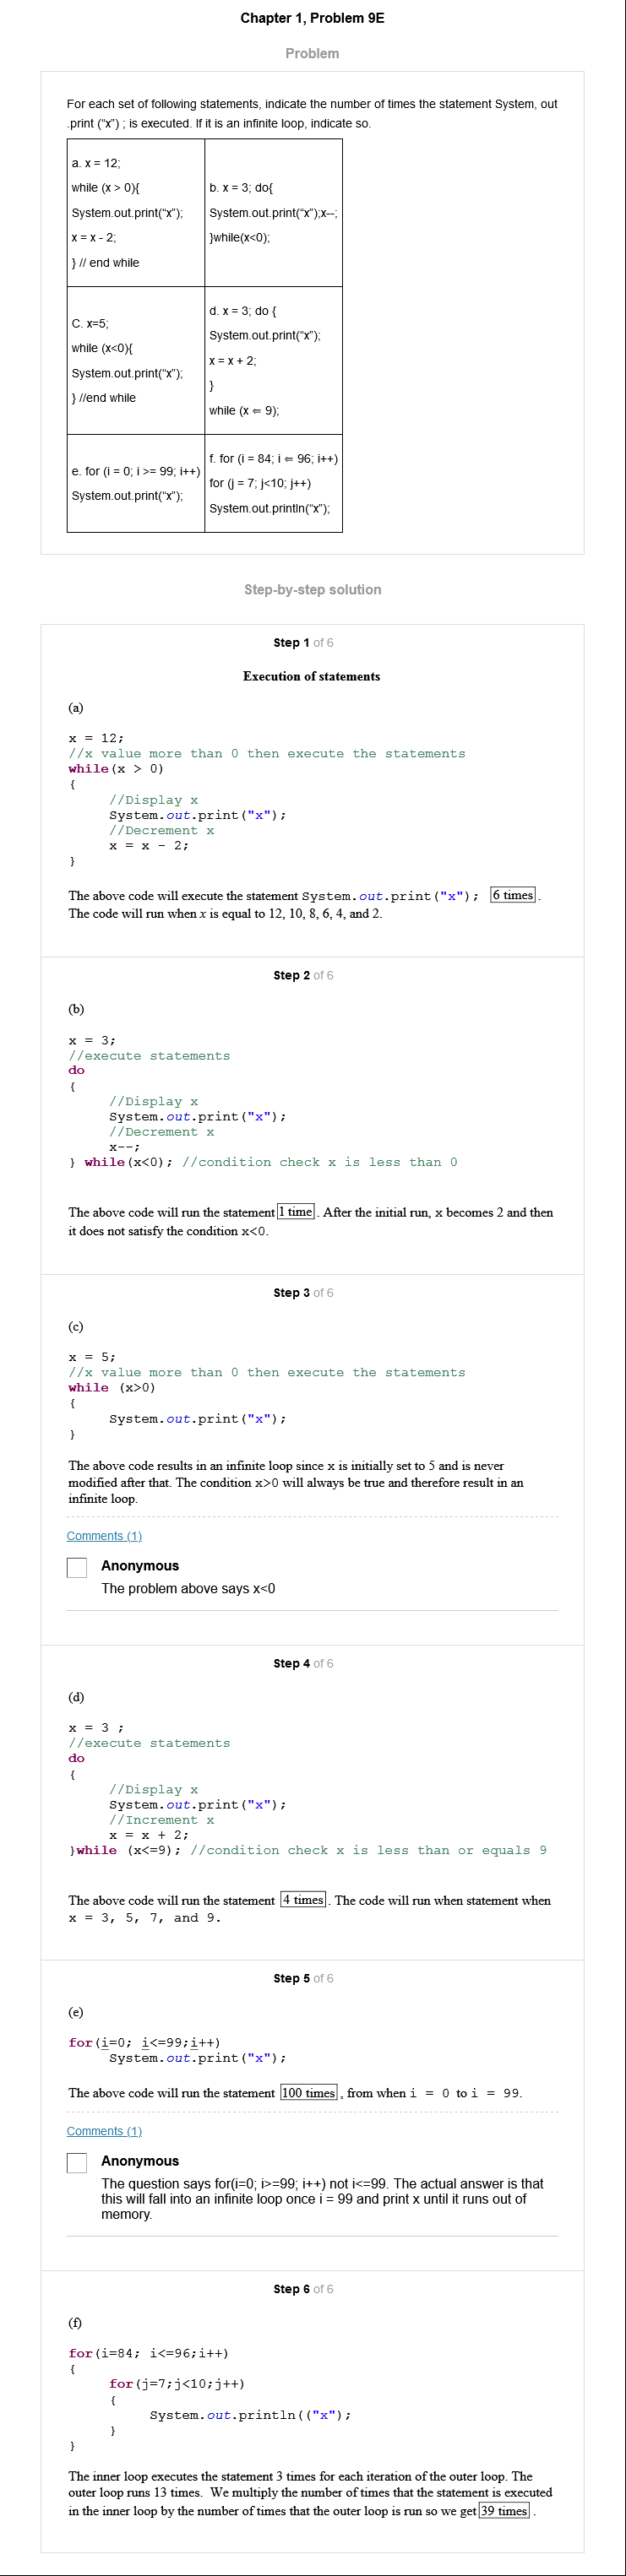 Chapter 1, Problem 9E
Problem
For each set of following statements, indicate the number of times the statement System, out
.print (“x”) ; is executed. If it is an infinite loop, indicate so.
a. x = 12;
while (x > 0){
System.out.print(“x”);
x = x - 2;
} // end while
b. x = 3; do{
System.out.print(“x”);x--;
}while(x<0);
C. x=5;
while (x<0){
System.out.print(“x”);
} //end while
d. x = 3; do {
System.out.print(“x”);
x = x + 2;
}
while (x ⇐ 9);
e. for (i = 0; i >= 99; i++)
System.out.print(“x”);
f. for (i = 84; i ⇐ 96; i++)
for (j = 7; j<10; j++)
System.out.println(“x”);
Step-by-step solution
Step 1 of 6
Execution of statements
(a)
x = 12;
//x value more than 0 then execute the statements
while(x > 0)
{
//Display x
System.out.print("x");
//Decrement x
x = x - 2;
}
The above code will execute the statement System.out.print("x"); 6 times.
The code will run when x is equal to 12, 10, 8, 6, 4, and 2.
Step 2 of 6
(b)
x = 3;
//execute statements
do
{
//Display x
System.out.print("x");
//Decrement x
x--;
} while(x<0); //condition check x is less than 0
The above code will run the statement 1 time. After the initial run, x becomes 2 and then
it does not satisfy the condition x<0.
Step 3 of 6
(c)
x = 5;
//x value more than 0 then execute the statements
while (x>0)
{
System.out.print("x");
}
The above code results in an infinite loop since x is initially set to 5 and is never
modified after that. The condition x>0 will always be true and therefore result in an
infinite loop.
Comments (1)
Anonymous
The problem above says x<0
Step 4 of 6
(d)
x = 3 ;
//execute statements
do
{
//Display x
System.out.print("x");
//Increment x
x = x + 2;
}while (x<=9); //condition check x is less than or equals 9
The above code will run the statement 4 times. The code will run when statement when
x = 3, 5, 7, and 9.
Step 5 of 6
(e)
for(i=0; i<=99;i++)
System.out.print("x");
The above code will run the statement 100 times, from when i = 0 to i = 99.
Comments (1)
Anonymous
The question says for(i=0; i>=99; i++) not i<=99. The actual answer is that
this will fall into an infinite loop once i = 99 and print x until it runs out of
memory.
Step 6 of 6
(f)
for(i=84; i<=96;i++)
{
for(j=7;j<10;j++)
{
System.out.println(("x");
}
}
The inner loop executes the statement 3 times for each iteration of the outer loop. The
outer loop runs 13 times.  We multiply the number of times that the statement is executed
in the inner loop by the number of times that the outer loop is run so we get 39 times .